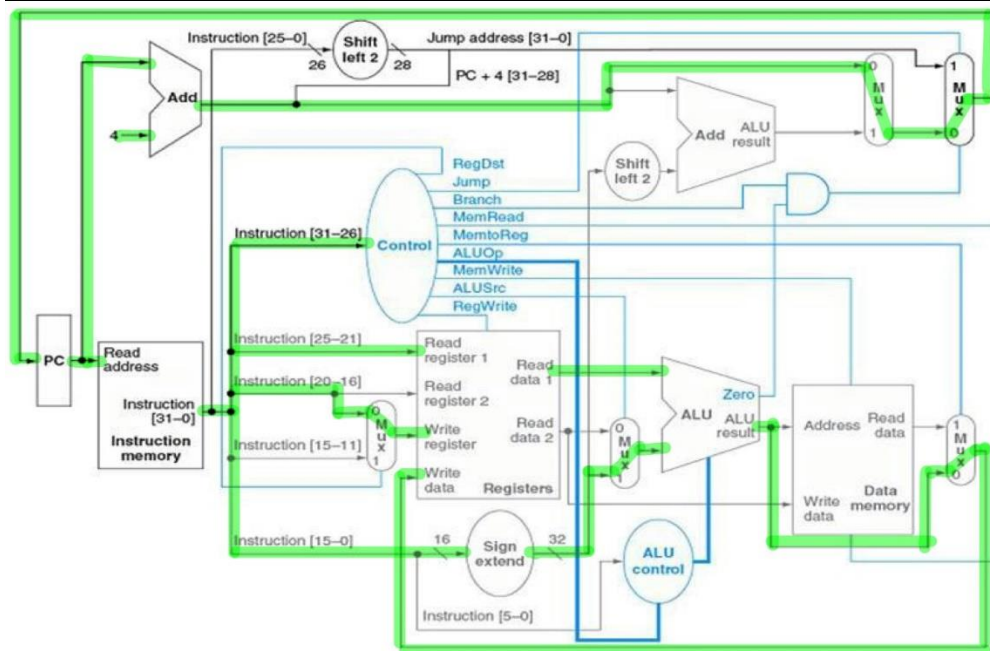 Instruction [25–0]
Shift left 2
Jump address [31–0]
26
28
PC + 4 [31–28]
Add
4
0
M u x
1
1
M u x
0
Add
ALU result
Shift left 2
RegDst
Jump
Branch
MemRead
MemtoReg
ALUOp
MemWrite
ALUSrc
RegWrite
Control
Instruction [31–26]
PC
Read address
Instruction [31–0]
Instruction memory
Instruction [25–21]
Instruction [20–16]
Instruction [15–11]
Instruction [15–0]
0
M u x
1
Read register 1
Read register 2
Write register
Write data
Read data 1
Read data 2
Registers
0
M u x
1
Zero
ALU
ALU result
Address
Read data
Write data
Data memory
1
M u x
0
16
Sign extend
32
ALU control
Instruction [5–0]